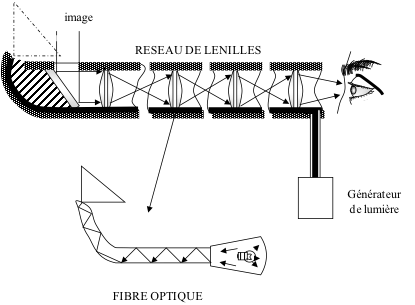 image
RESEAU DE LENILLES
Générateur
de lumière
FIBRE OPTIQUE